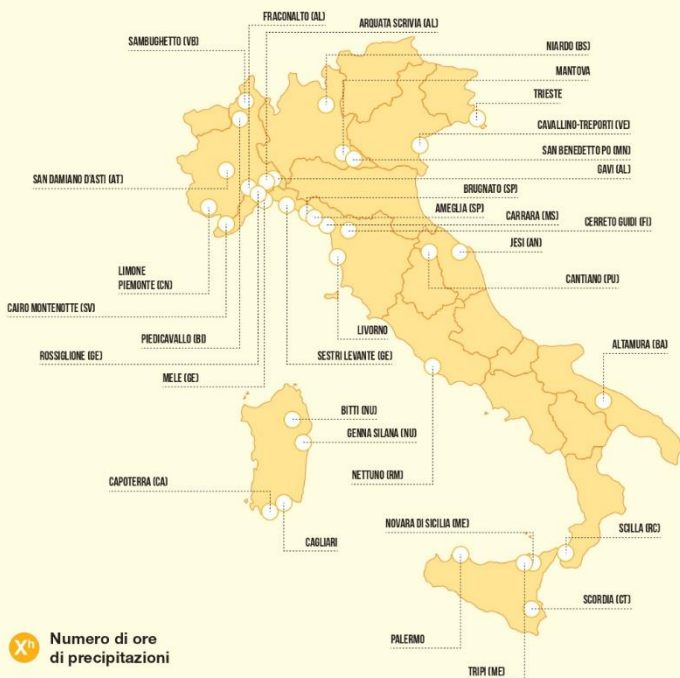 FRACONALTO (AL)
ARQUATA SCRIVIA (AL)
SAMBUGHETTO (VB)
NIARDO (BS)
MANTOVA
TRIESTE
CAVALLINO-TREPORTI (VE)
SAN BENEDETTO PO (MN)
GAVI (AL)
SAN DAMIANO D'ASTI (AT)
BRUGNATO (SP)
AMEGLIA (SP)
CARRARA (MS)
CERRETO GUIDI (FI)
JESI (AN)
LIMONE
PIEMONTE (CN)
CANTIANO (PU)
CAIRO MONTENOTTE (SV)
LIVORNO
PIEDICAVALLO (BI)
ALTAMURA (BA)
ROSSIGLIONE (GE)
SESTRI LEVANTE (GE)
MELE (GE)
BITTI (NU)
GENNA SILANA (NU)
NETTUNO (RM)
CAPOTERRA (CA)
NOVARA DI SICILIA (ME)
SCILLA (RC)
CAGLIARI
SCORDIA (CT)
PALERMO
Xh
Numero di ore
di precipitazioni
TRIPI (ME)